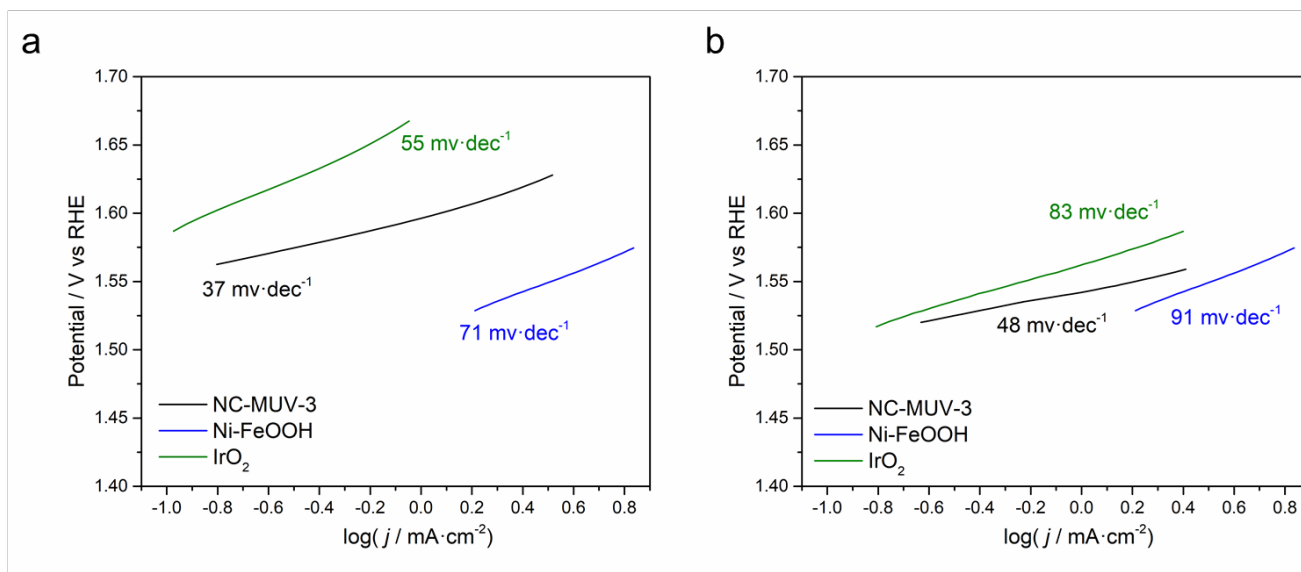 a
Potential / V vs RHE
1.70
1.65
1.60
1.55
1.50
1.45
1.40
55 mv·dec⁻¹
37 mv·dec⁻¹
71 mv·dec⁻¹
NC-MUV-3
Ni-FeOOH
IrO₂
-1.0 -0.8 -0.6 -0.4 -0.2 0.0 0.2 0.4 0.6 0.8
log( j / mA·cm⁻²)
b
Potential / V vs RHE
1.70
1.65
1.60
1.55
1.50
1.45
1.40
83 mv·dec⁻¹
48 mv·dec⁻¹
91 mv·dec⁻¹
NC-MUV-3
Ni-FeOOH
IrO₂
-1.0 -0.8 -0.6 -0.4 -0.2 0.0 0.2 0.4 0.6 0.8
log( j / mA·cm⁻²)